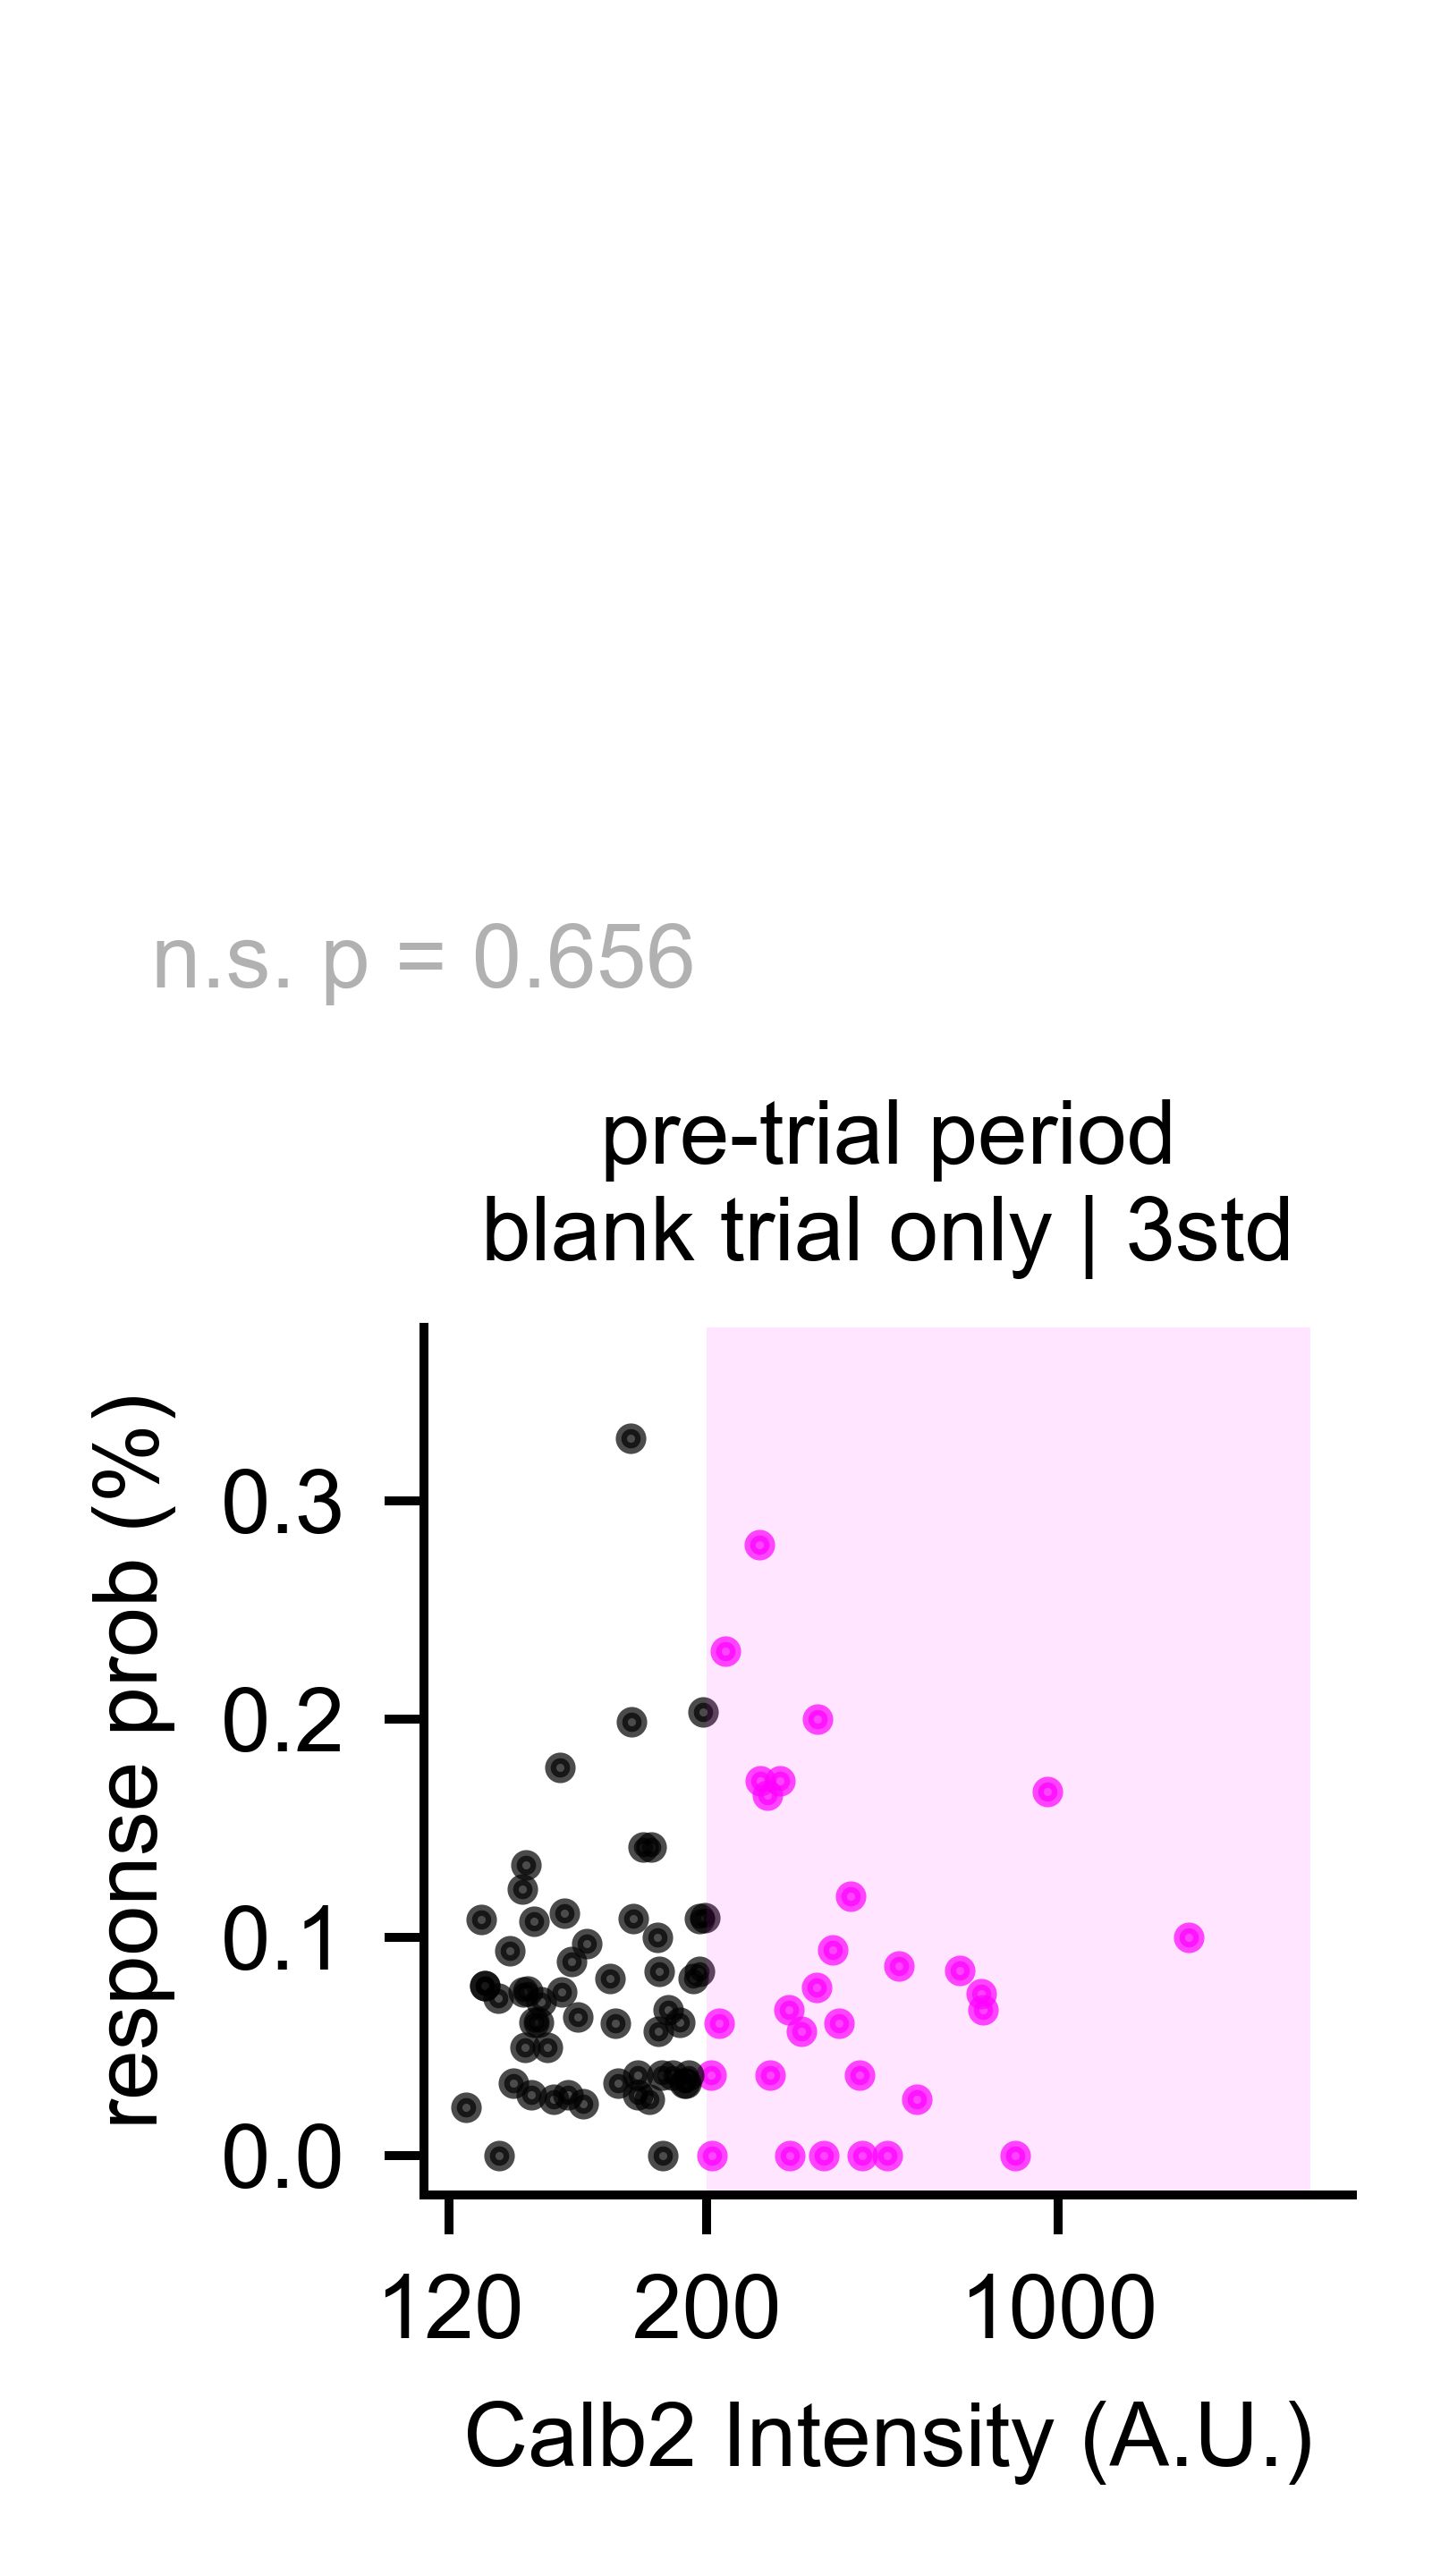 n.s. p = 0.656
pre-trial period
blank trial only | 3std
response prob (%)
0.3
0.2
0.1
0.0
120 200 1000
Calb2 Intensity (A.U.)